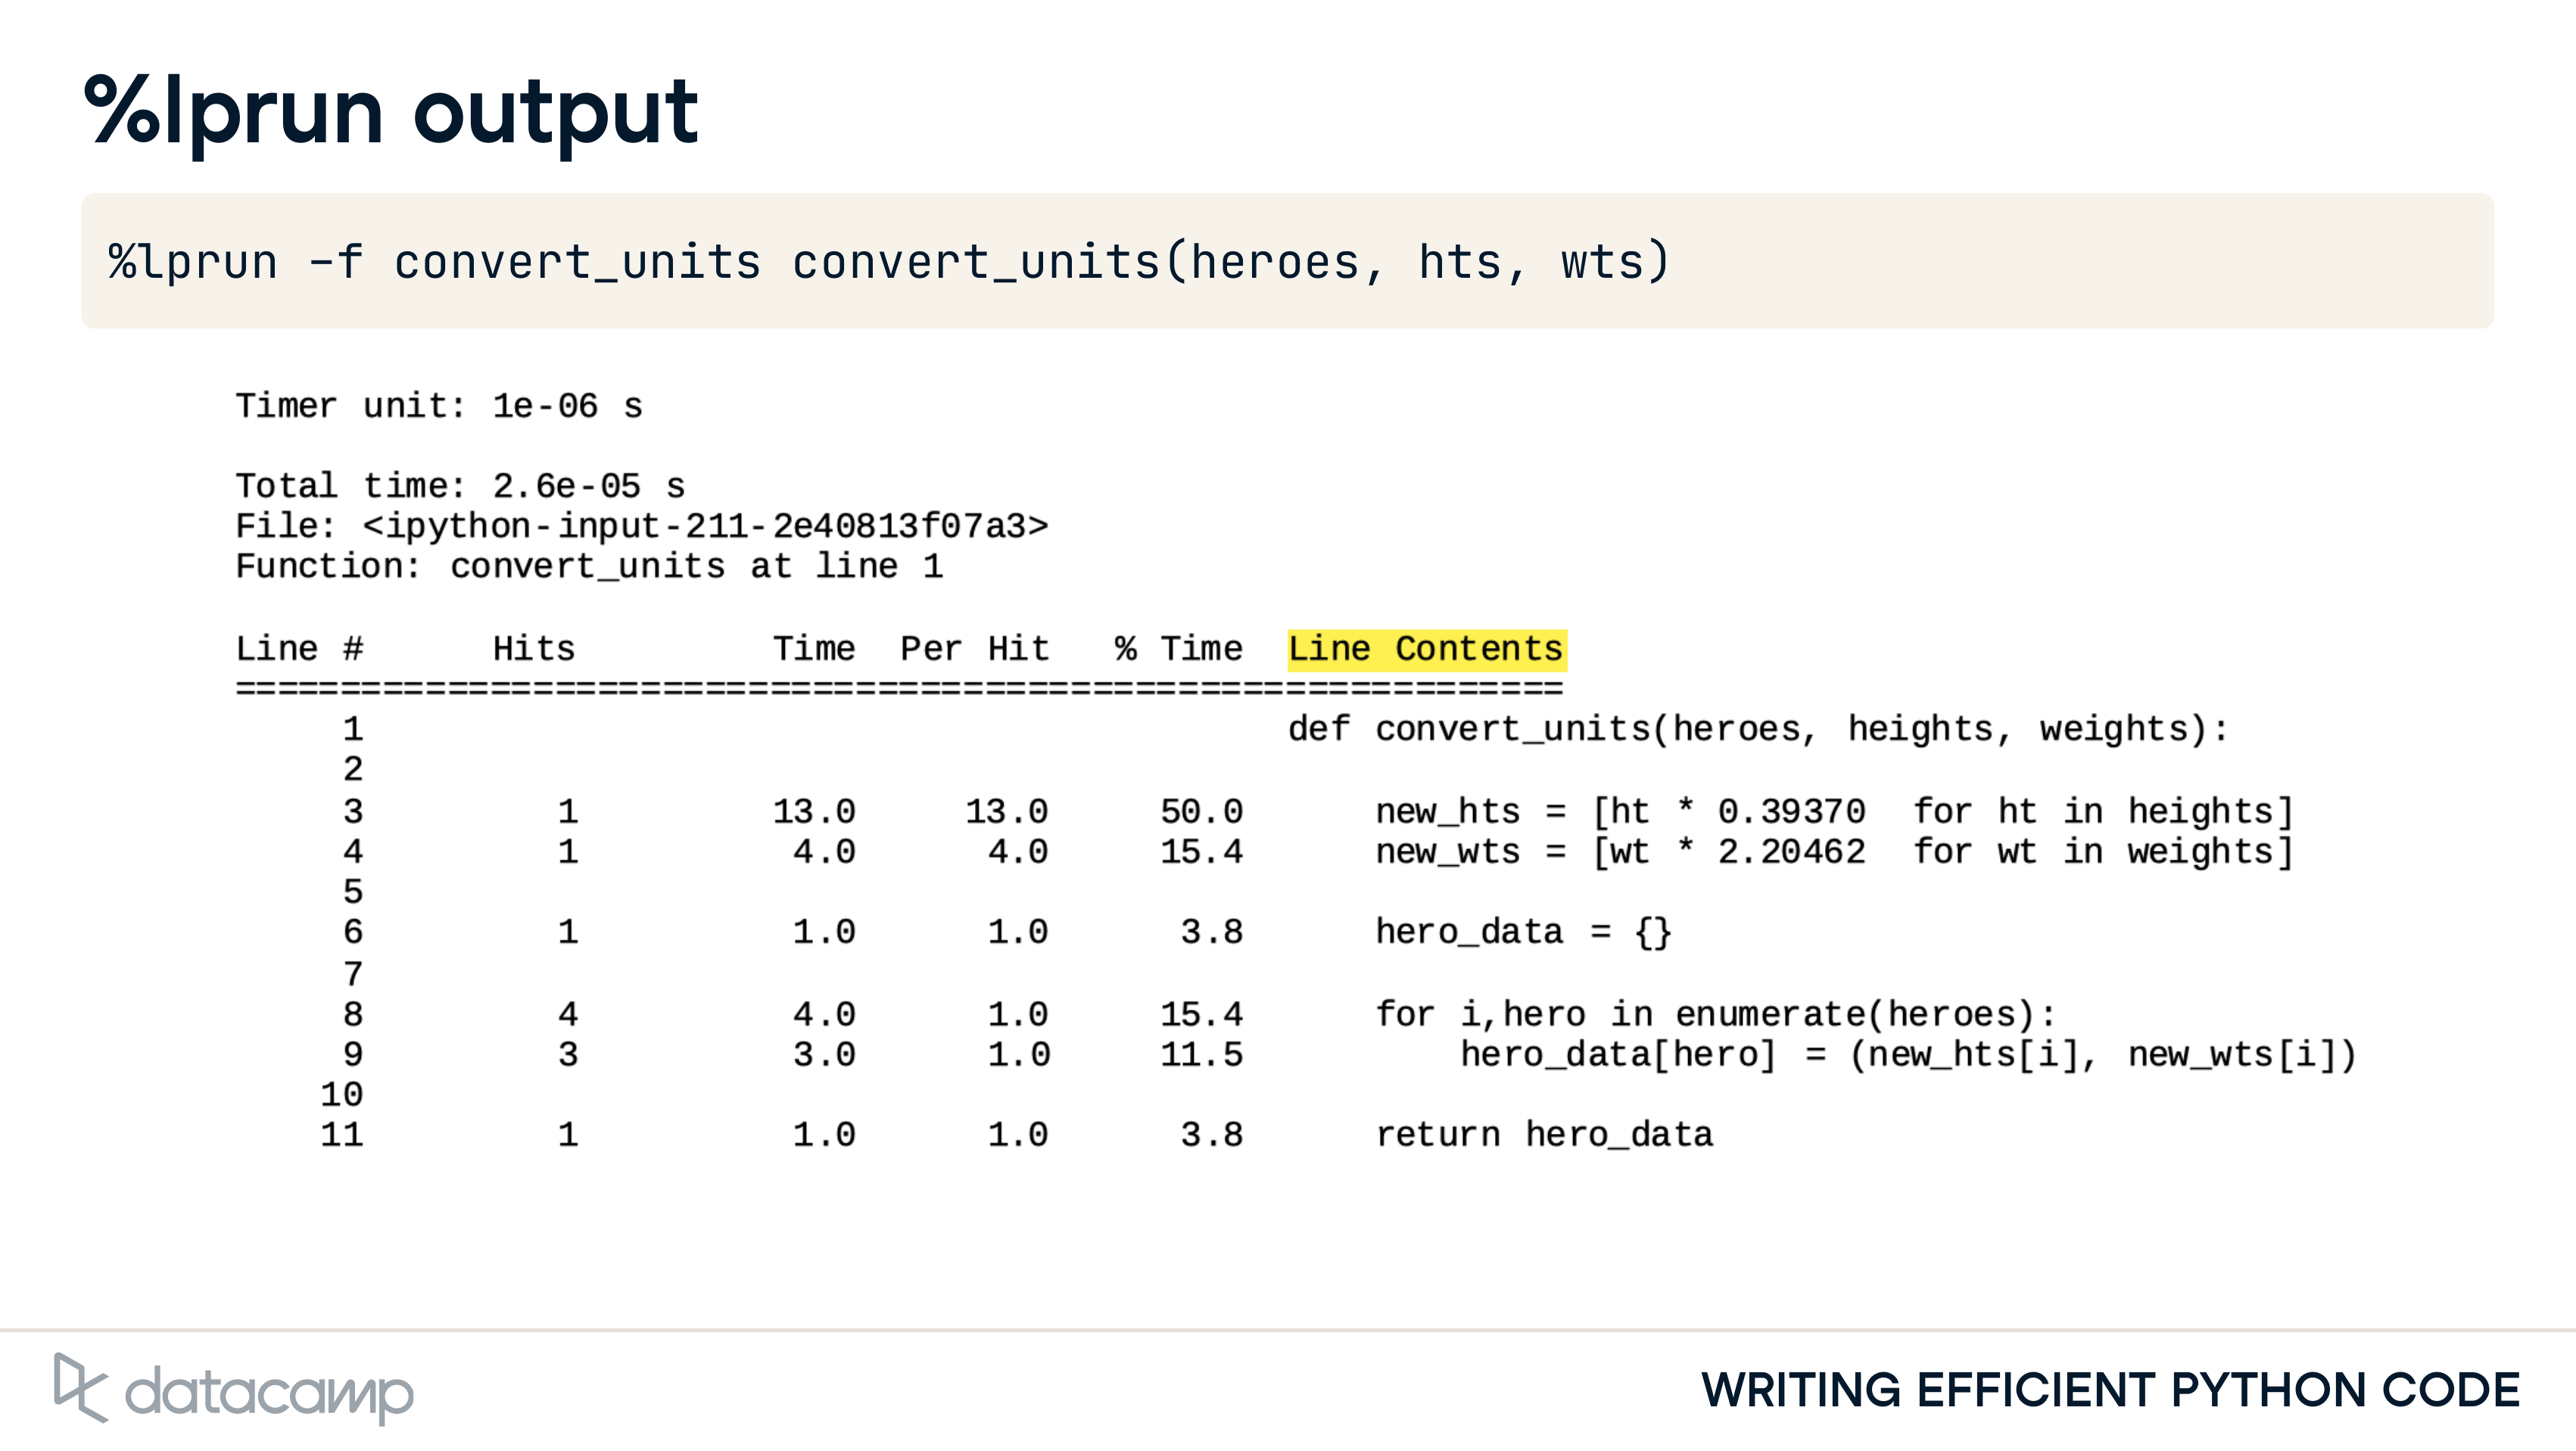 %lprun output
%lprun -f convert_units convert_units(heroes, hts, wts)
Timer unit: 1e-06 s
Total time: 2.6e-05 s
File: <ipython-input-211-2e40813f07a3>
Function: convert_units at line 1
Line # Hits Time Per Hit % Time Line Contents
==============================================================
1 def convert_units(heroes, heights, weights):
2
3 1 13.0 13.0 50.0 new_hts = [ht * 0.39370 for ht in heights]
4 1 4.0 4.0 15.4 new_wts = [wt * 2.20462 for wt in weights]
5
6 1 1.0 1.0 3.8 hero_data = {}
7
8 4 4.0 1.0 15.4 for i,hero in enumerate(heroes):
9 3 3.0 1.0 11.5 hero_data[hero] = (new_hts[i], new_wts[i])
10
11 1 1.0 1.0 3.8 return hero_data
datacamp
WRITING EFFICIENT PYTHON CODE